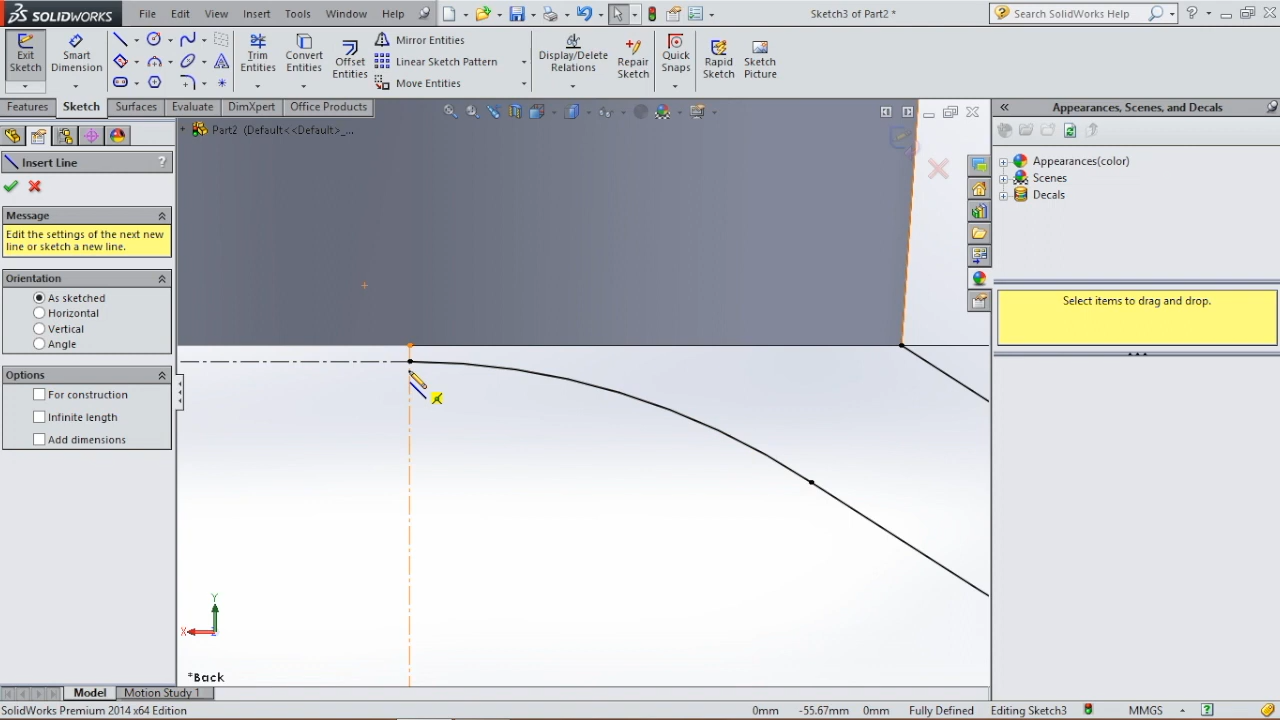 3S SOLIDWORKS File Edit View Insert Tools Window Help Sketch3 of Part2 * Search SolidWorks Help ?
Exit Sketch
Smart Dimension
Trim Entities
Convert Entities
Offset Entities
Mirror Entities
Linear Sketch Pattern
Move Entities
Display/Delete Relations
Repair Sketch
Quick Snaps
Rapid Sketch
Sketch Picture
Features Sketch Surfaces Evaluate DimXpert Office Products
Appearances, Scenes, and Decals
Part2 (Default<<Default>_...
Insert Line ?
Message
Edit the settings of the next new
line or sketch a new line.
Orientation
As sketched
Horizontal
Vertical
Angle
Options
For construction
Infinite length
Add dimensions
Appearances(color)
Scenes
Decals
Select items to drag and drop.
Y
X
*Back
Model Motion Study 1
SolidWorks Premium 2014 x64 Edition 0mm -55.67mm 0mm Fully Defined Editing Sketch3 MMGS ?